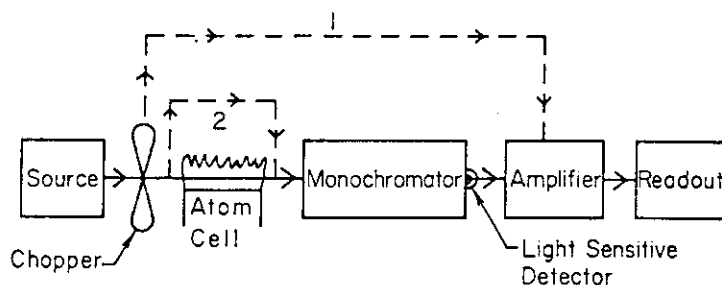 1
2
Source
Atom
Cell
Monochromator
Amplifier
Readout
Chopper
Light Sensitive
Detector